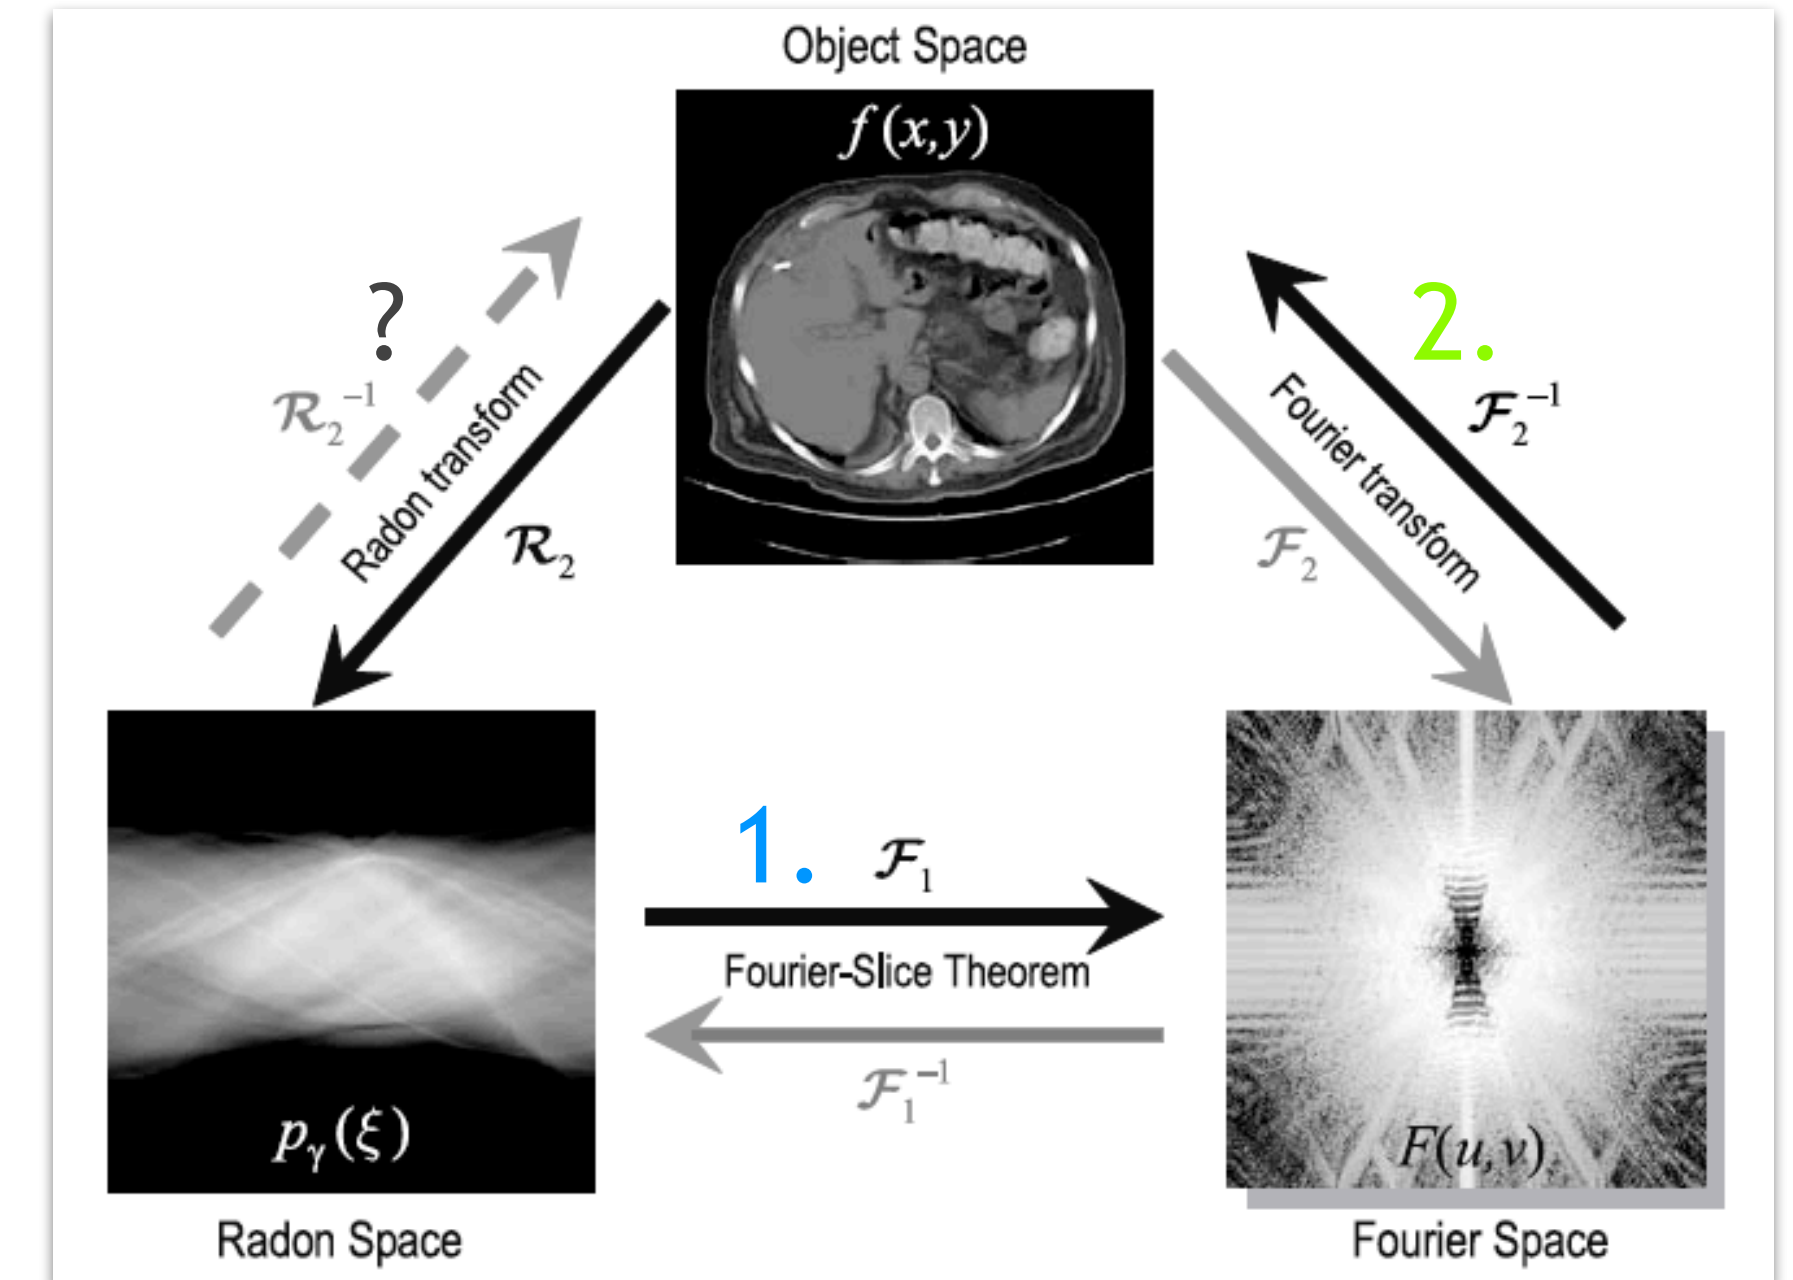 Object Space
f(x,y)
?
2.
ℛ₂⁻¹
Radon transform
ℛ₂
Fourier transform
ℱ₂⁻¹
ℱ₂
1.
ℱ₁
Fourier-Slice Theorem
ℱ₁⁻¹
pᵧ(ξ)
F(u,v)
Radon Space
Fourier Space